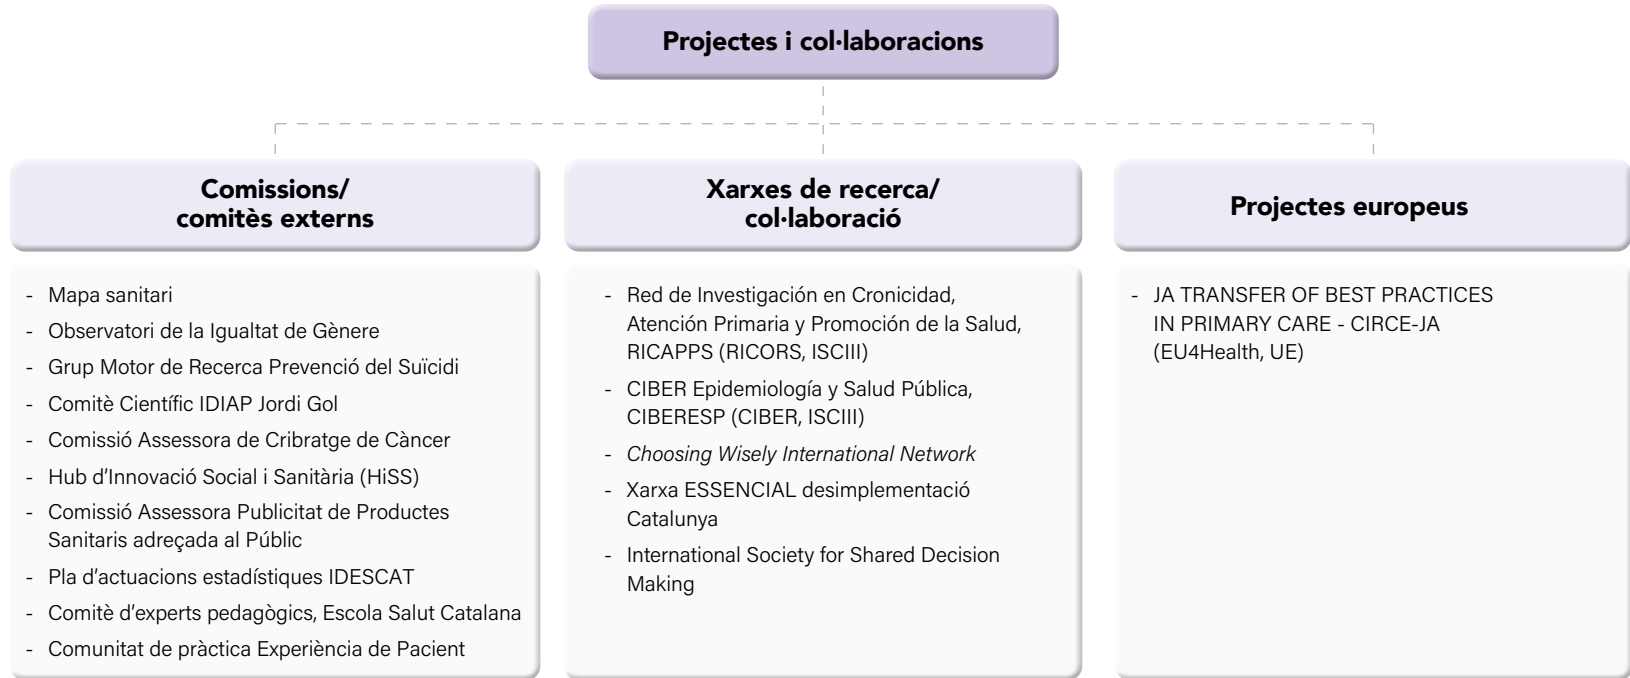 Projectes i col·laboracions
Comissions/
comitès externs
- Mapa sanitari
- Observatori de la Igualtat de Gènere
- Grup Motor de Recerca Prevenció del Suïcidi
- Comitè Científic IDIAP Jordi Gol
- Comissió Assessora de Cribratge de Càncer
- Hub d'Innovació Social i Sanitària (HiSS)
- Comissió Assessora Publicitat de Productes
Sanitaris adreçada al Públic
- Pla d'actuacions estadístiques IDESCAT
- Comitè d'experts pedagògics, Escola Salut Catalana
- Comunitat de pràctica Experiència de Pacient
Xarxes de recerca/
col·laboració
- Red de Investigación en Cronicidad,
Atención Primaria y Promoción de la Salud,
RICAPPS (RICORS, ISCIII)
- CIBER Epidemiología y Salud Pública,
CIBERESP (CIBER, ISCIII)
- Choosing Wisely International Network
- Xarxa ESSENCIAL desimplementació
Catalunya
- International Society for Shared Decision
Making
Projectes europeus
- JA TRANSFER OF BEST PRACTICES
IN PRIMARY CARE - CIRCE-JA
(EU4Health, UE)